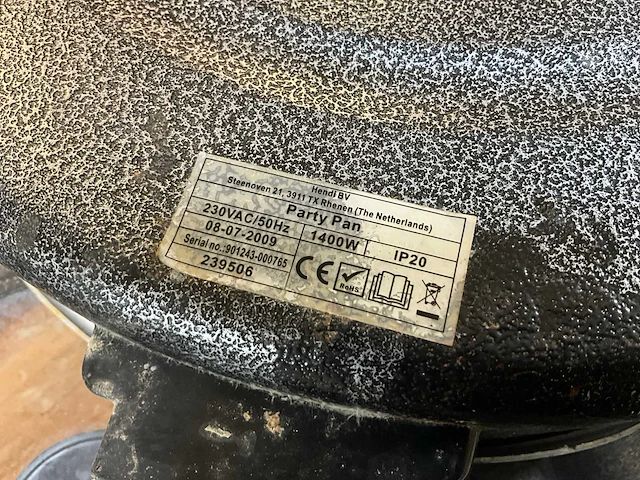 Hendi BV
Steenoven 21, 3911 TX Rhenen (The Netherlands)
Party Pan
230VAC/50Hz
1400W
IP20
08-07-2009
Serial no.:901243-000765
239506
CE
RoHS